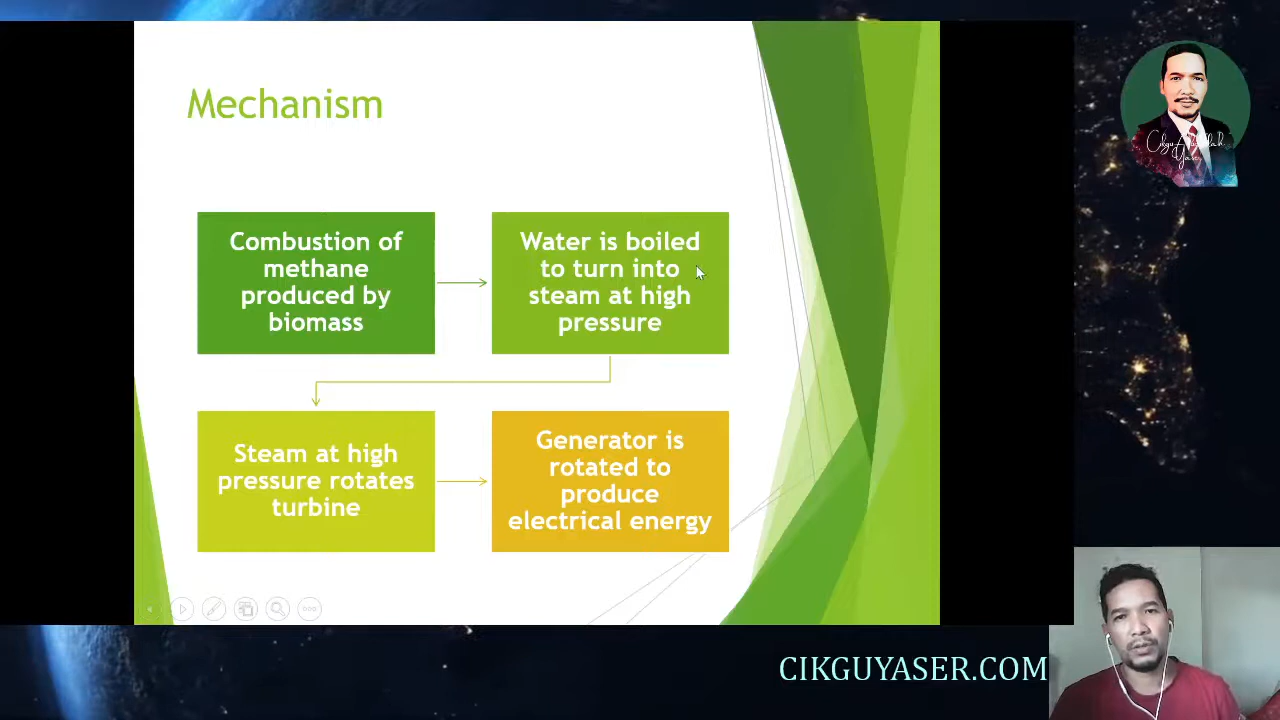 Mechanism
Combustion of
methane
produced by
biomass
Water is boiled
to turn into
steam at high
pressure
Steam at high
pressure rotates
turbine
Generator is
rotated to
produce
electrical energy
CIKGUYASER.COM